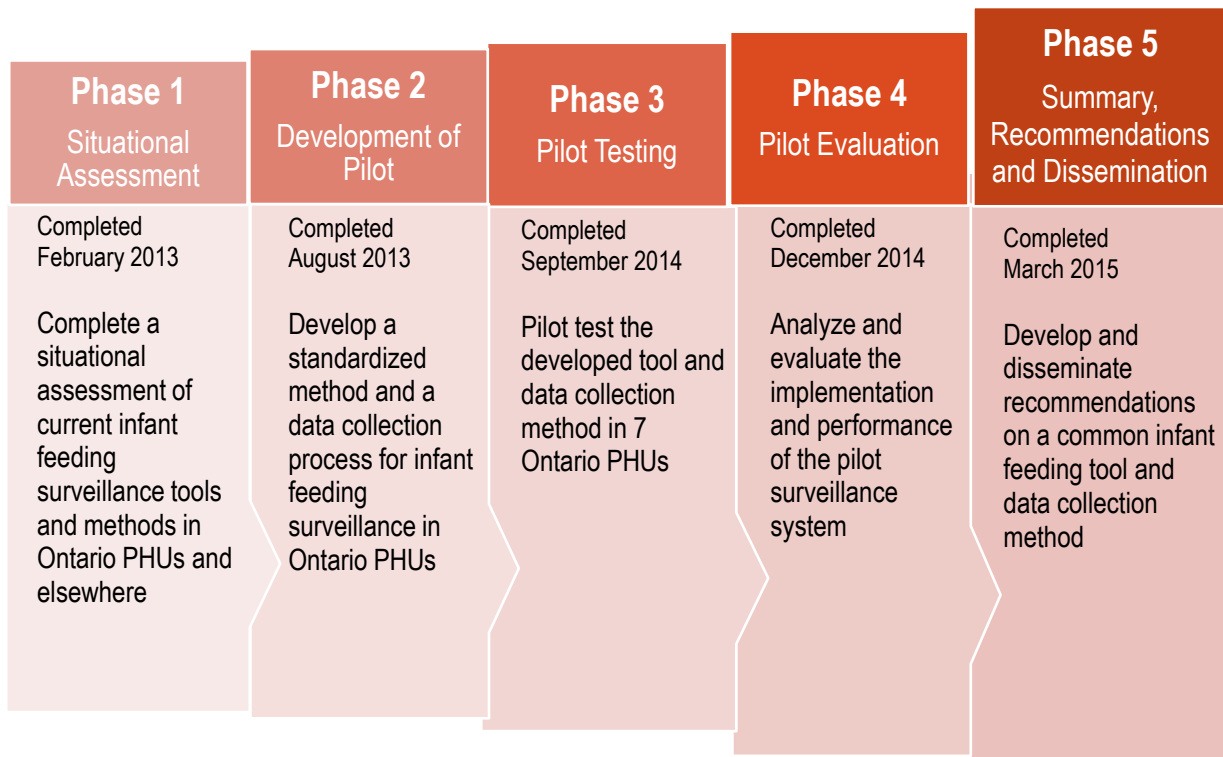 Phase 1
Situational
Assessment
Completed
February 2013
Complete a
situational
assessment of
current infant
feeding
surveillance tools
and methods in
Ontario PHUs and
elsewhere
Phase 2
Development of
Pilot
Completed
August 2013
Develop a
standardized
method and a
data collection
process for infant
feeding
surveillance in
Ontario PHUs
Phase 3
Pilot Testing
Completed
September 2014
Pilot test the
developed tool and
data collection
method in 7
Ontario PHUs
Phase 4
Pilot Evaluation
Completed
December 2014
Analyze and
evaluate the
implementation
and performance
of the pilot
surveillance
system
Phase 5
Summary,
Recommendations
and Dissemination
Completed
March 2015
Develop and
disseminate
recommendations
on a common infant
feeding tool and
data collection
method